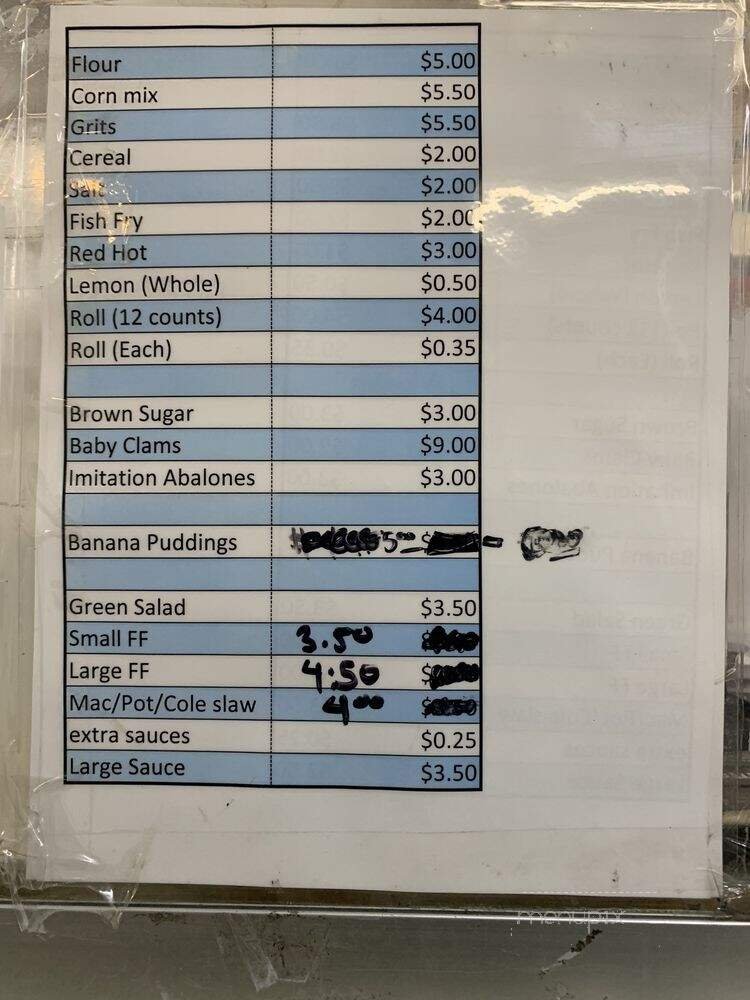 Flour $5.00
Corn mix $5.50
Grits $5.50
Cereal $2.00
Salt $2.00
Fish Fry $2.00
Red Hot $3.00
Lemon (Whole) $0.50
Roll (12 counts) $4.00
Roll (Each) $0.35
Brown Sugar $3.00
Baby Clams $9.00
Imitation Abalones $3.00
Banana Puddings 5.00 $
Green Salad $3.50
Small FF 3.50 $
Large FF 4.50 $
Mac/Pot/Cole slaw 4.00 $
extra sauces $0.25
Large Sauce $3.50
menupix